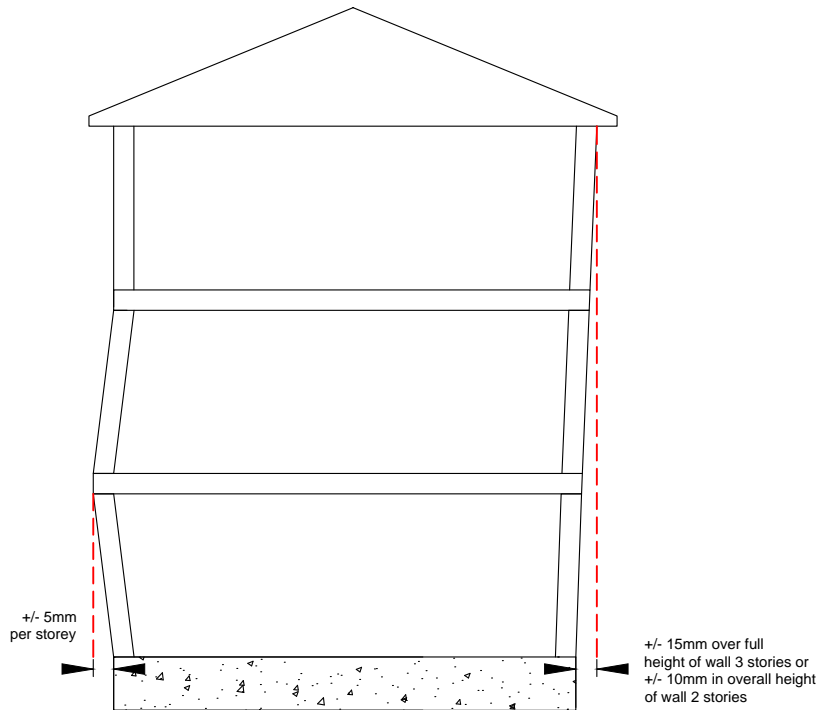 +/- 5mm
per storey
+/- 15mm over full
height of wall 3 stories or
+/- 10mm in overall height
of wall 2 stories